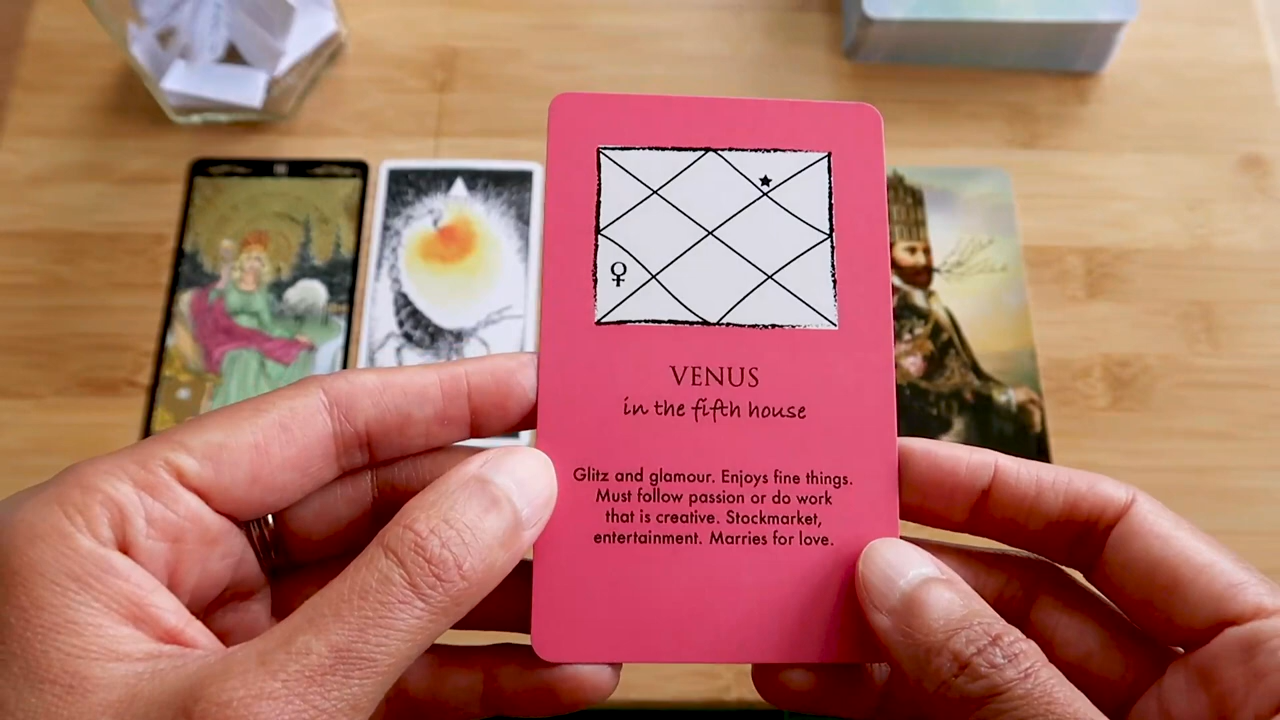 VENUS
in the fifth house
Glitz and glamour. Enjoys fine things.
Must follow passion or do work
that is creative. Stockmarket,
entertainment. Marries for love.